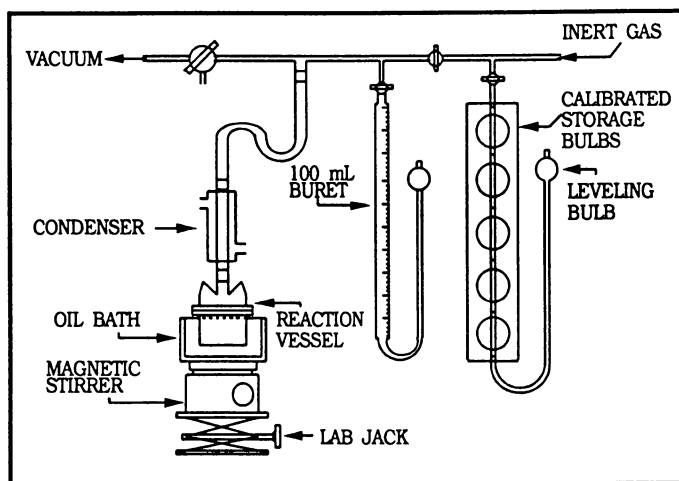 INERT GAS
VACUUM
CALIBRATED
STORAGE
BULBS
100 mL
BURET
LEVELING
BULB
CONDENSER
OIL BATH
REACTION
VESSEL
MAGNETIC
STIRRER
LAB JACK